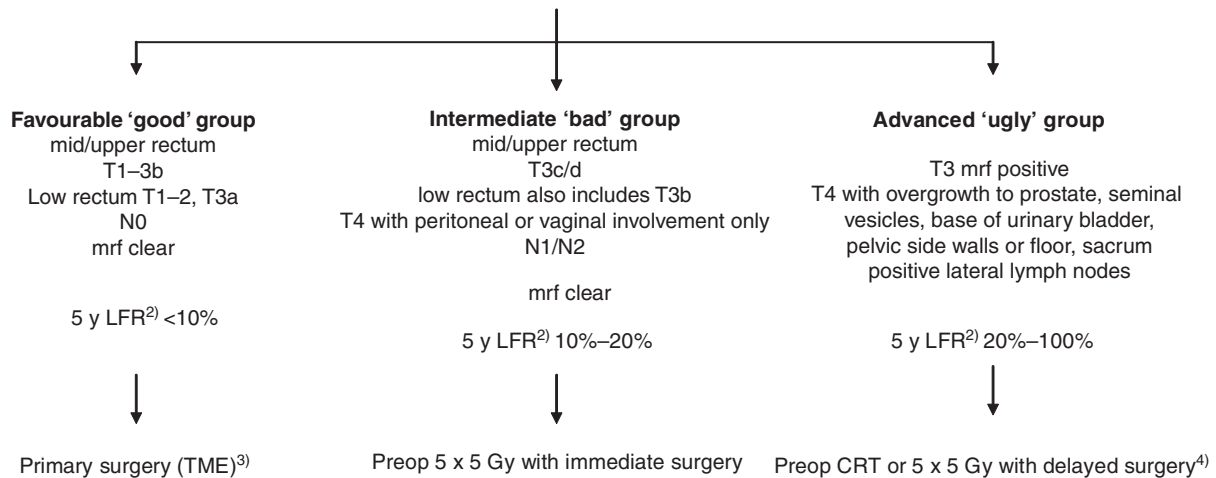 Favourable ‘good’ group
mid/upper rectum
T1–3b
Low rectum T1–2, T3a
N0
mrf clear
5 y LFR2) <10%
Primary surgery (TME)3)
Intermediate ‘bad’ group
mid/upper rectum
T3c/d
low rectum also includes T3b
T4 with peritoneal or vaginal involvement only
N1/N2
mrf clear
5 y LFR2) 10%–20%
Preop 5 x 5 Gy with immediate surgery
Advanced ‘ugly’ group
T3 mrf positive
T4 with overgrowth to prostate, seminal
vesicles, base of urinary bladder,
pelvic side walls or floor, sacrum
positive lateral lymph nodes
5 y LFR2) 20%–100%
Preop CRT or 5 x 5 Gy with delayed surgery4)